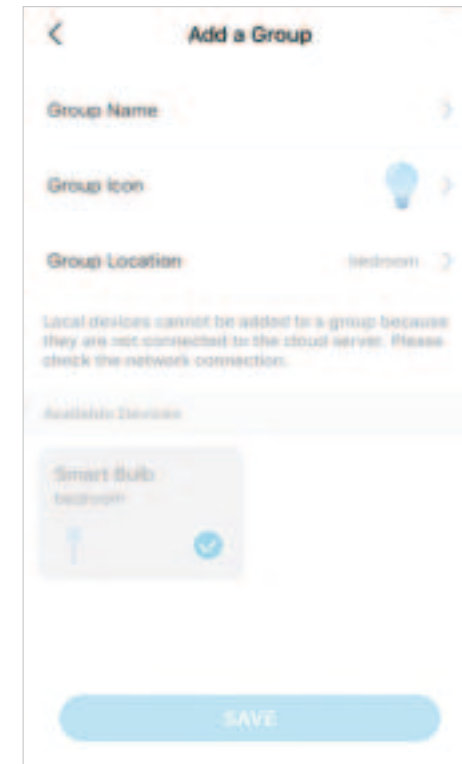 Add a Group
Group Name
Group Icon
Group Location bedroom
Local devices cannot be added to a group because
they are not connected to the cloud server. Please
check the network connection.
Available Devices
Smart Bulb
bedroom
SAVE